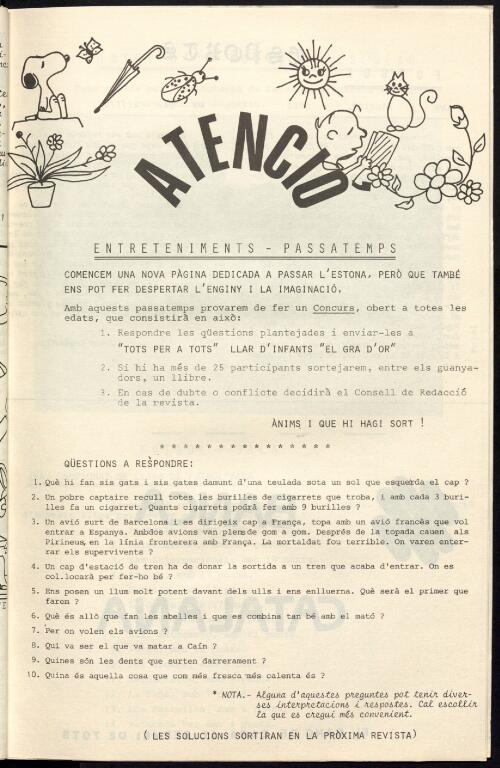 ATENCIÓ
ENTRETENIMENTS - PASSATEMPS
COMENCEM UNA NOVA PÀGINA DEDICADA A PASSAR L'ESTONA, PERÒ QUE TAMBÉ
ENS POT FER DESPERTAR L'ENGINY I LA IMAGINACIÓ.
Amb aquests passatemps provarem de fer un Concurs, obert a totes les
edats, que consistirà en això:
1. Respondre les qüestions plantejades i enviar-les a
"TOTS PER A TOTS" LLAR D'INFANTS "EL GRA D'OR"
2. Si hi ha més de 25 participants sortejarem, entre els guanya-
dors, un llibre.
3. En cas de dubte o conflicte decidirà el Consell de Redacció
de la revista.
ÀNIMS I QUE HI HAGI SORT !
* * * * * * * * * * * * * * *
QÜESTIONS A RESPONDRE:
1. Què hi fan sis gats i sis gates damunt d'una teulada sota un sol que esquerda el cap ?
2. Un pobre captaire recull totes les burilles de cigarrets que troba, i amb cada 3 buri-
lles fa un cigarret. Quants cigarrets podrà fer amb 9 burilles ?
3. Un avió surt de Barcelona i es dirigeix cap a França, topa amb un avió francès que vol
entrar a Espanya. Ambdos avions van plens de gom a gom. Després de la topada cauen als
Pirineus, en la línia fronterera amb França. La mortaldat fou terrible. On varen enter-
rar els supervivents ?
4. Un cap d'estació de tren ha de donar la sortida a un tren que acaba d'entrar. On es
col.locarà per fer-ho bé ?
5. Ens posen un llum molt potent davant dels ulls i ens enlluerna. Què serà el primer que
farem ?
6. Què és allò que fan les abelles i que es combina tan bé amb el mató ?
7. Per on volen els avions ?
8. Qui va ser el que va matar a Caín ?
9. Quines són les dents que surten darrerament ?
10. Quina és aquella cosa que com més fresca més calenta és ?
* NOTA.- Alguna d'aquestes preguntes pot tenir diver-
ses interpretacions i respostes. Cal escollir
la que es cregui més convenient.
( LES SOLUCIONS SORTIRAN EN LA PRÒXIMA REVISTA)